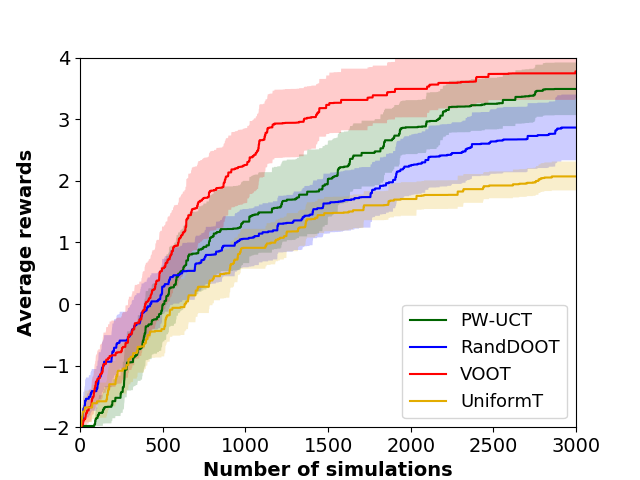 Average rewards
4
3
2
1
0
−1
−2
0 500 1000 1500 2000 2500 3000
Number of simulations
PW-UCT
RandDOOT
VOOT
UniformT